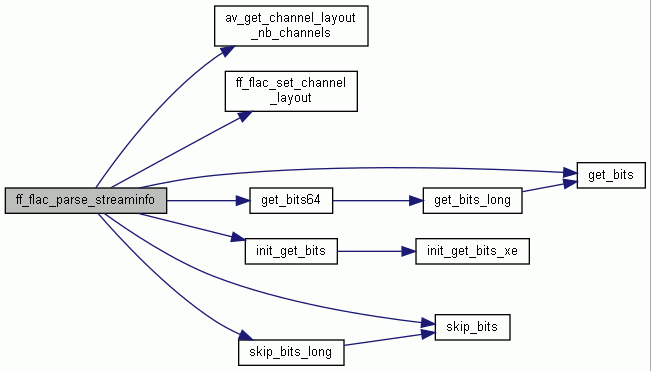 av_get_channel_layout
_nb_channels
ff_flac_set_channel
_layout
get_bits
ff_flac_parse_streaminfo
get_bits64
get_bits_long
init_get_bits
init_get_bits_xe
skip_bits
skip_bits_long